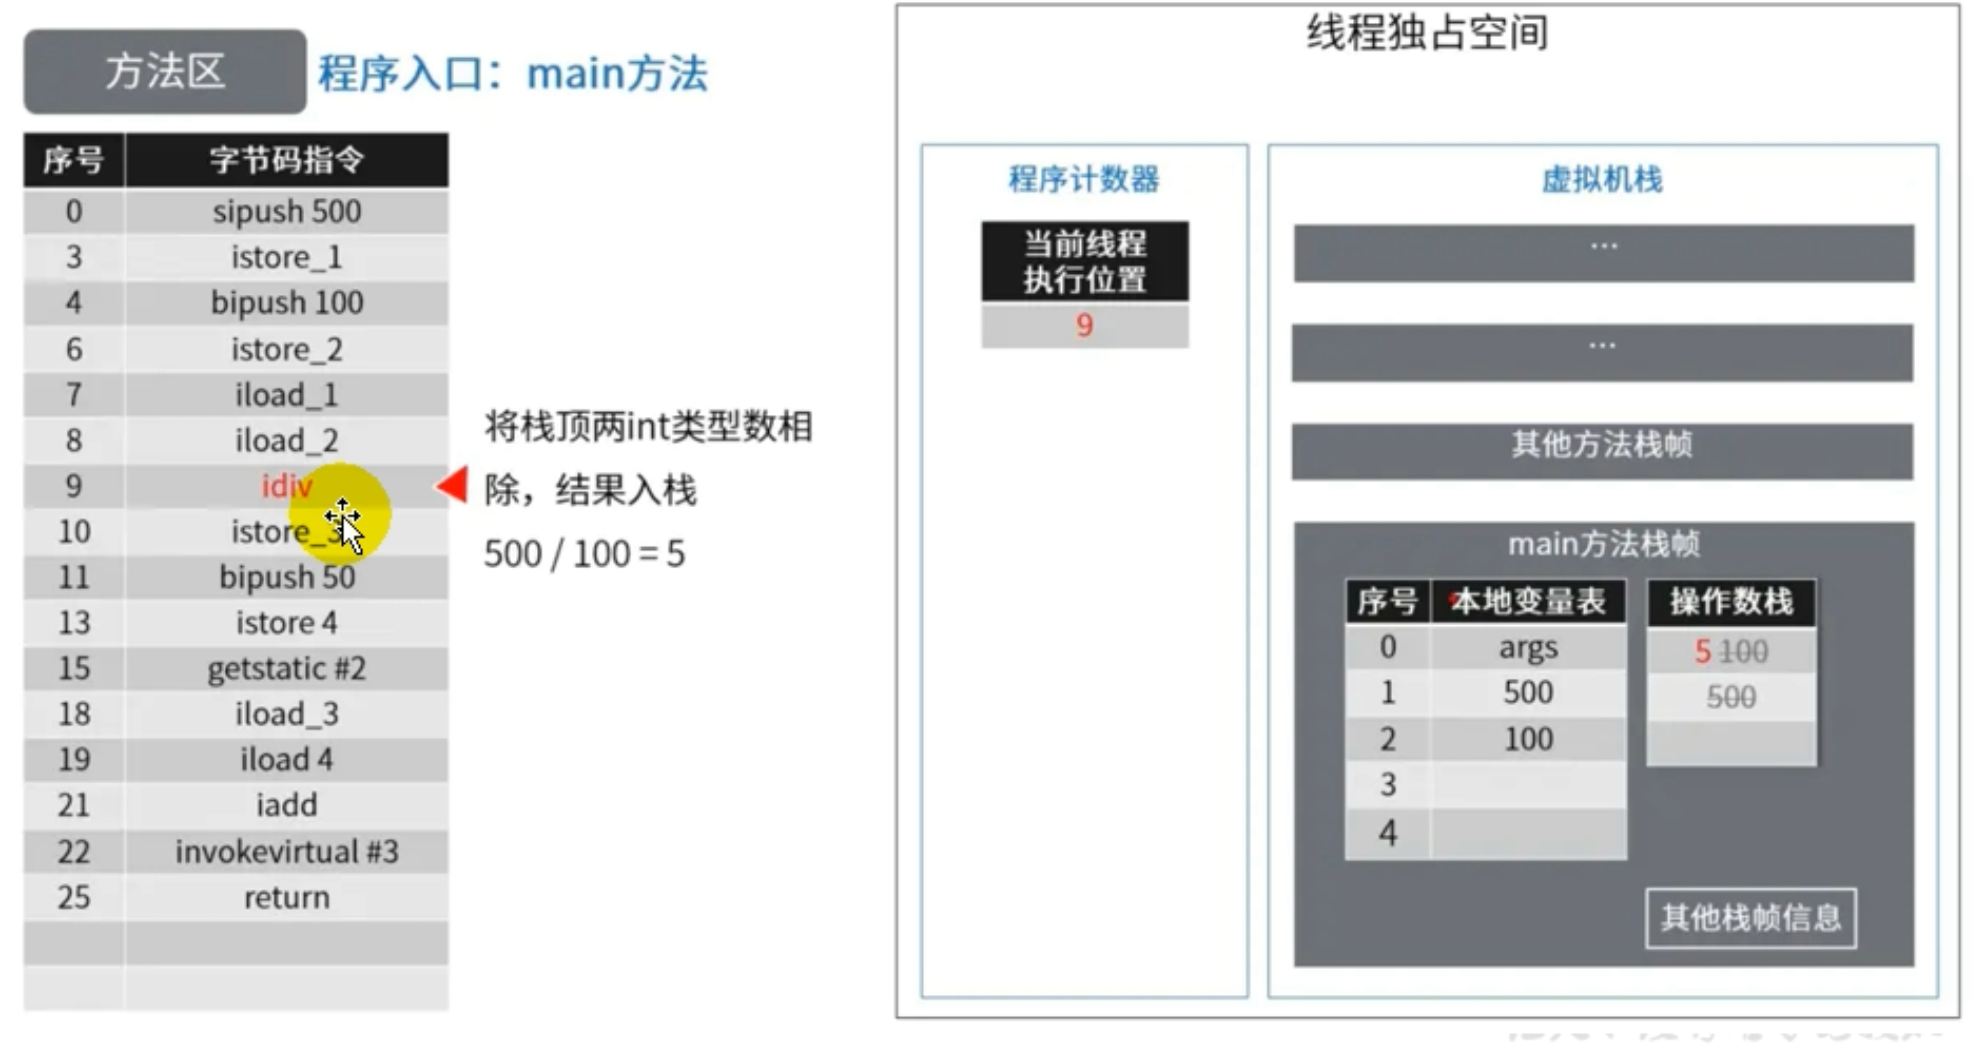 方法区 程序入口：main方法
序号 字节码指令
0 sipush 500
3 istore_1
4 bipush 100
6 istore_2
7 iload_1
8 iload_2
9 idiv
10 istore_3
11 bipush 50
13 istore 4
15 getstatic #2
18 iload_3
19 iload 4
21 iadd
22 invokevirtual #3
25 return
将栈顶两int类型数相
除，结果入栈
500 / 100 = 5
线程独占空间
程序计数器
当前线程
执行位置
9
虚拟机栈
...
...
其他方法栈帧
main方法栈帧
序号 本地变量表
0 args
1 500
2 100
3
4
操作数栈
5 100
500
其他栈帧信息